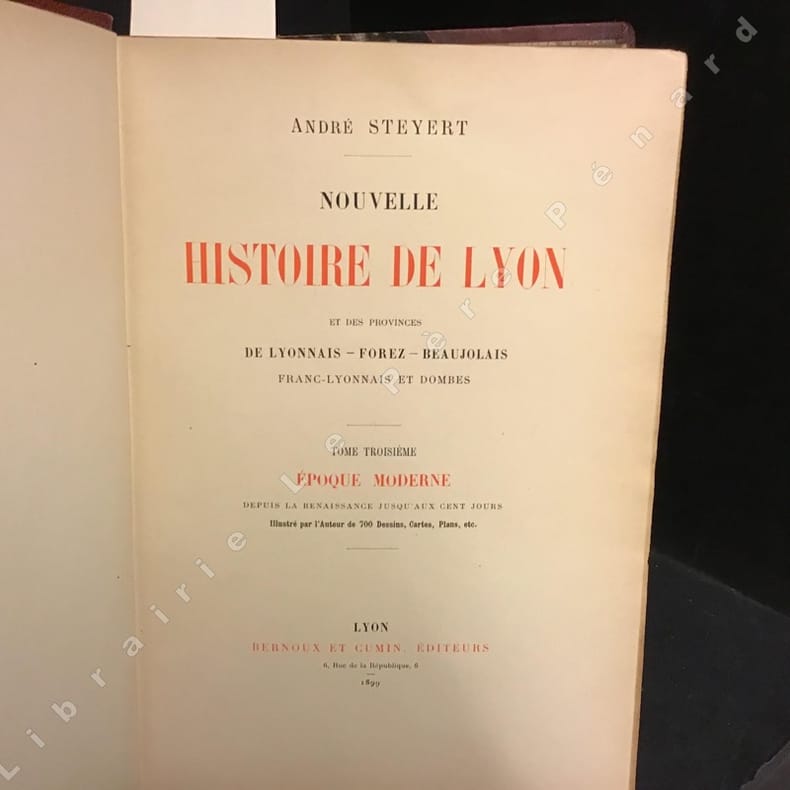 ANDRÉ STEYERT
NOUVELLE
HISTOIRE DE LYON
ET DES PROVINCES
DE LYONNAIS – FOREZ – BEAUJOLAIS
FRANC-LYONNAIS ET DOMBES
TOME TROISIÉME
ÉPOQUE MODERNE
DEPUIS LA RENAISSANCE JUSQU'AUX CENT JOURS
Illustré par l'Auteur de 700 Dessins, Cartes, Plans, etc.
LYON
BERNOUX ET CUMIN, ÉDITEURS
6, Rue de la République, 6
1899
Librairie Le Père Pénard